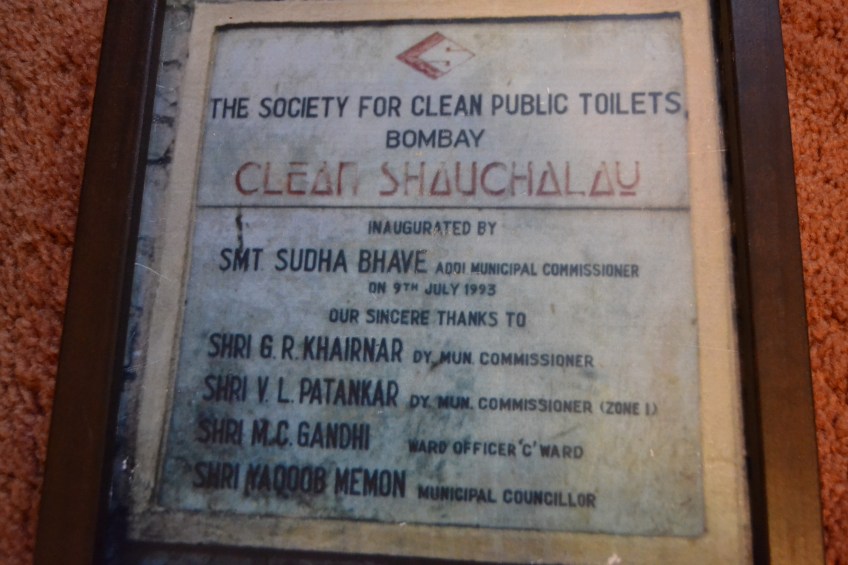 THE SOCIETY FOR CLEAN PUBLIC TOILETS,
BOMBAY
CLEAN SHAUCHALAY
INAUGURATED BY
SMT. SUDHA BHAVE ADDI MUNICIPAL COMMISSIONER
ON 9TH JULY 1993
OUR SINCERE THANKS TO
SHRI G. R. KHAIRNAR DY. MUN. COMMISSIONER
SHRI V. L. PATANKAR DY. MUN. COMMISSIONER (ZONE I)
SHRI M.C. GANDHI WARD OFFICER 'C' WARD
SHRI YAQOOB MEMON MUNICIPAL COUNCILLOR